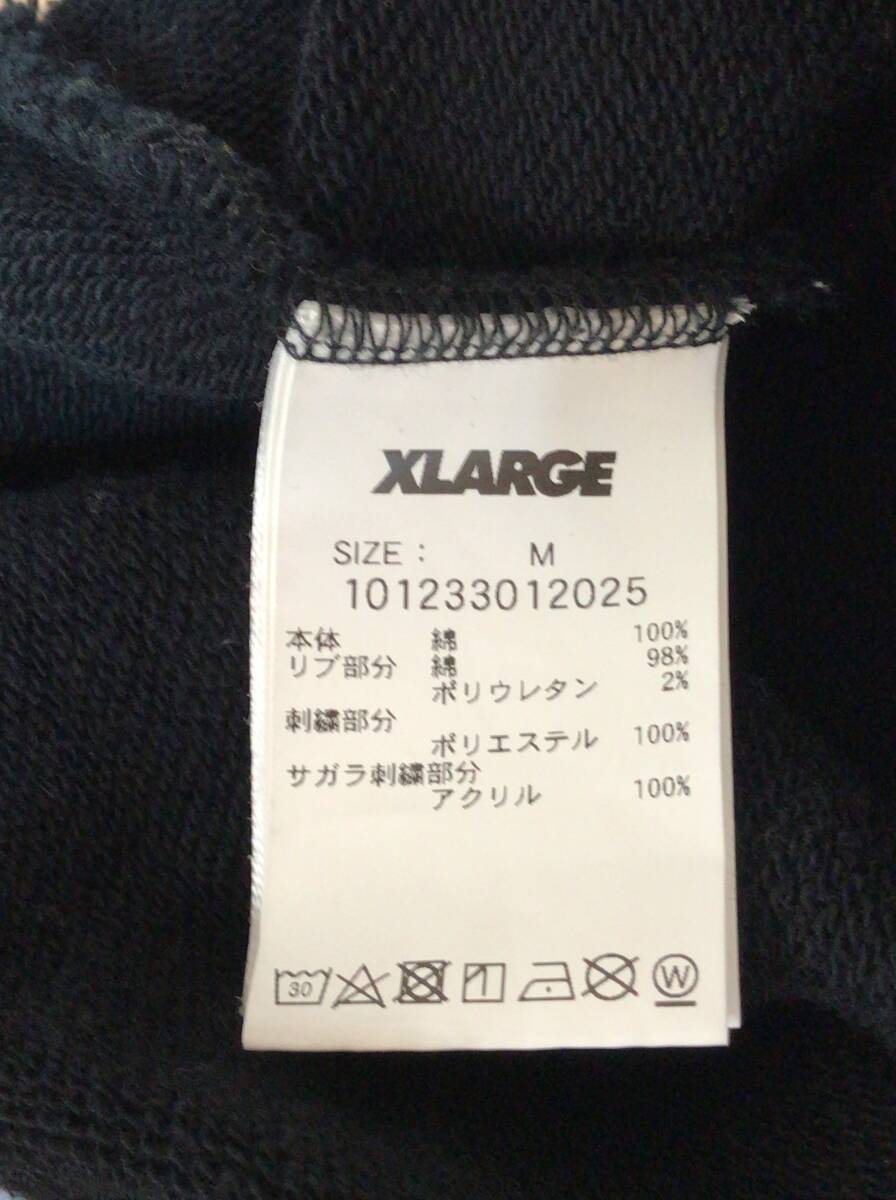 XLARGE
SIZE : M
101233012025
本体 綿 100%
リブ部分 綿 98%
ポリウレタン 2%
刺繍部分
ポリエステル 100%
サガラ刺繍部分
アクリル 100%
30
W